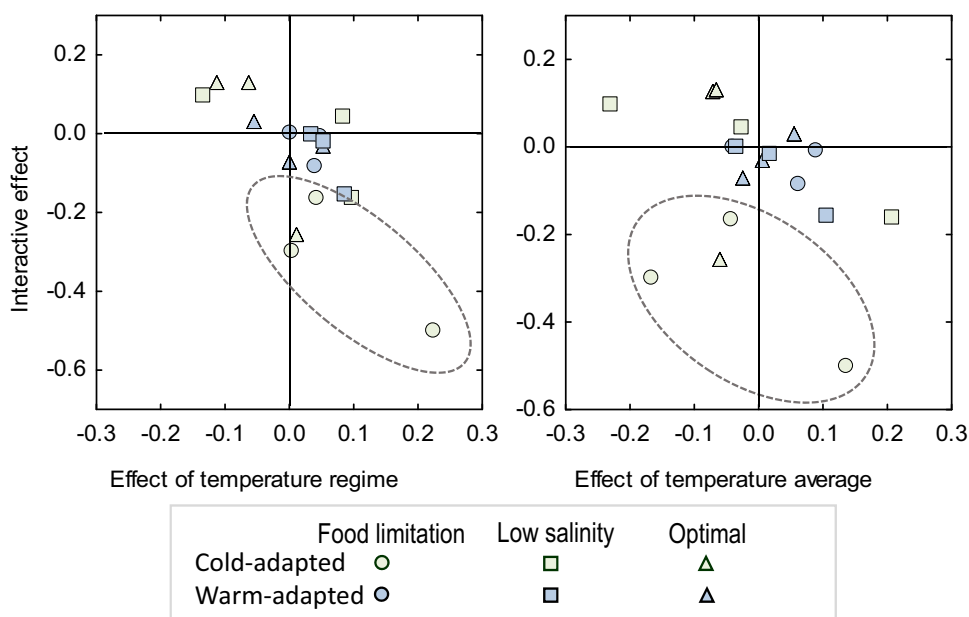 Interactive effect
0.2
0.0
-0.2
-0.4
-0.6
-0.3 -0.2 -0.1 0.0 0.1 0.2 0.3
Effect of temperature regime
0.2
0.0
-0.2
-0.4
-0.6
-0.3 -0.2 -0.1 0.0 0.1 0.2 0.3
Effect of temperature average
Food limitation Low salinity Optimal
Cold-adapted
Warm-adapted